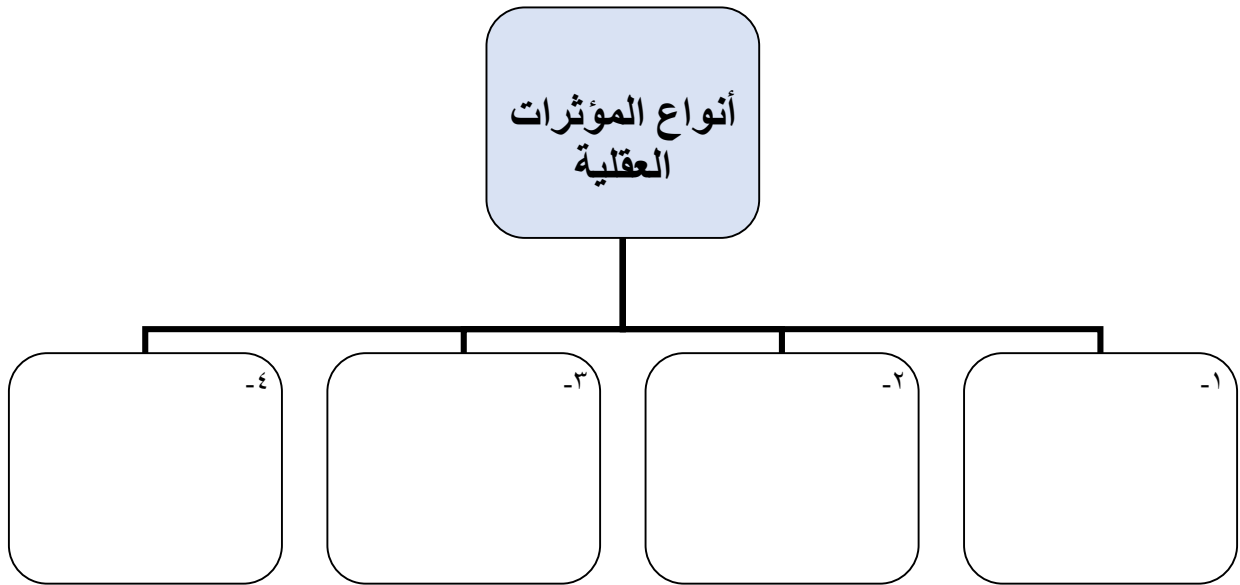 أنواع المؤثرات
العقلية
١-
٢-
٣-
٤-